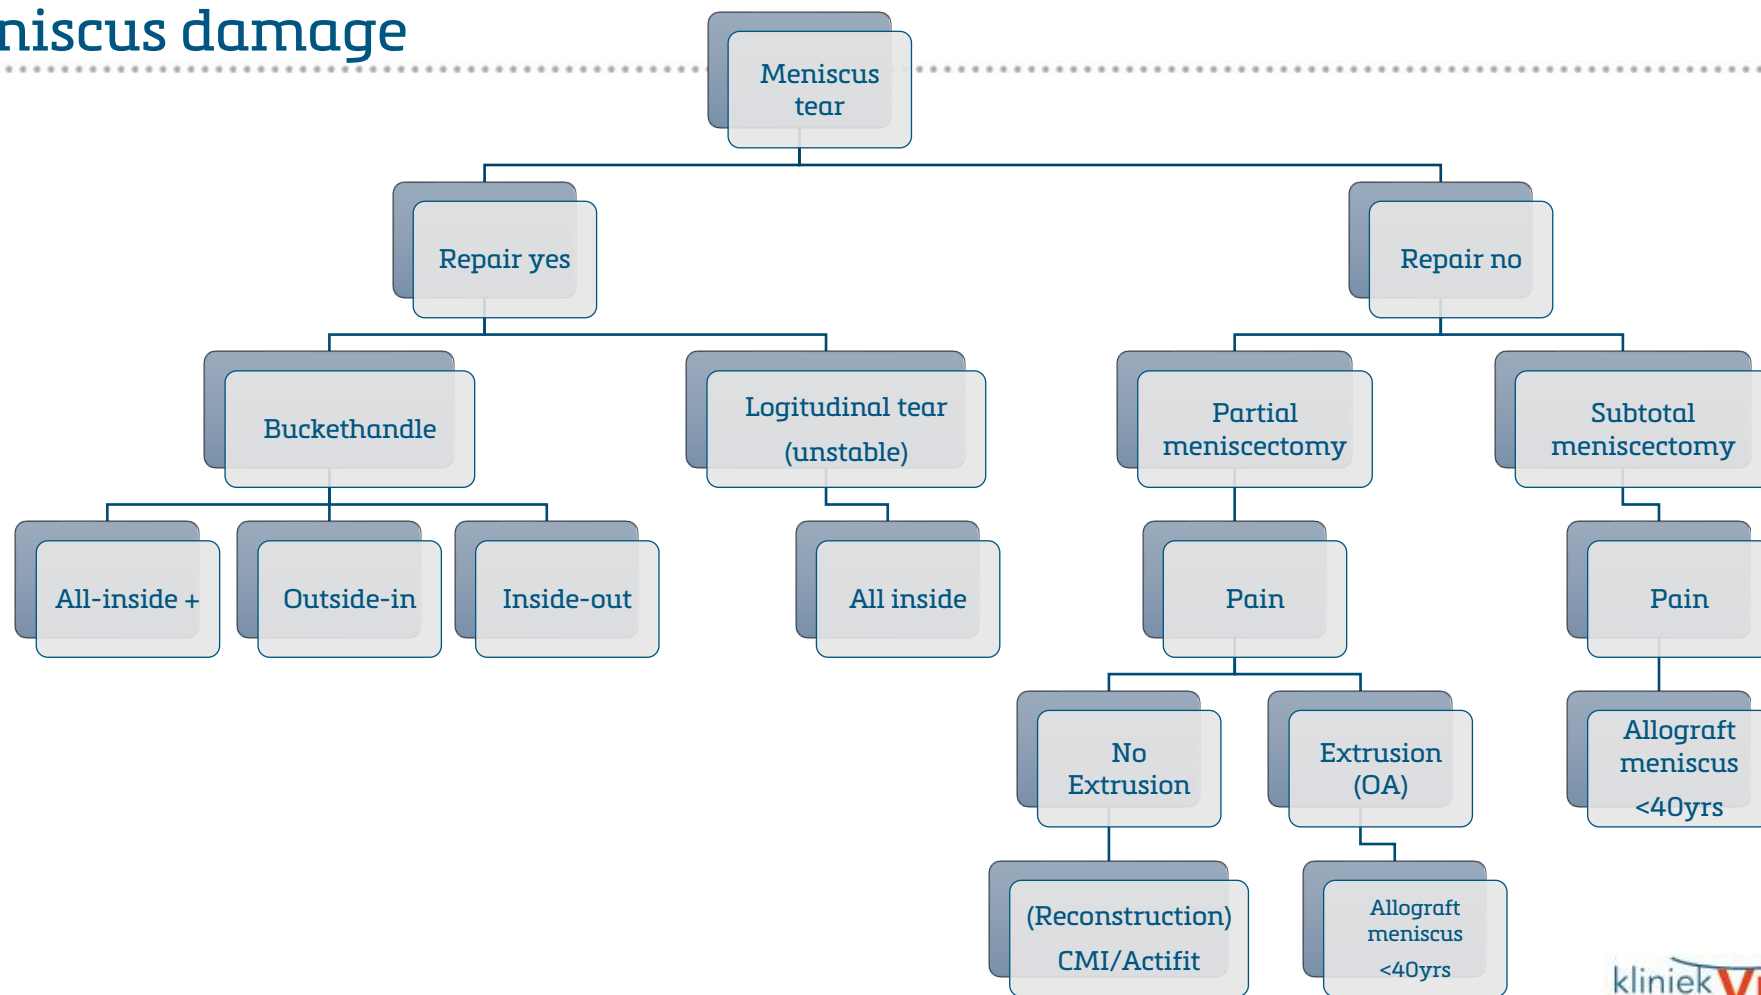 niscus damage
Meniscus
tear
Repair yes
Repair no
Buckethandle
Logitudinal tear
(unstable)
Partial
meniscectomy
Subtotal
meniscectomy
All-inside +
Outside-in
Inside-out
All inside
Pain
Pain
No
Extrusion
Extrusion
(OA)
Allograft
meniscus
<40yrs
(Reconstruction)
CMI/Actifit
Allograft
meniscus
<40yrs
kliniek